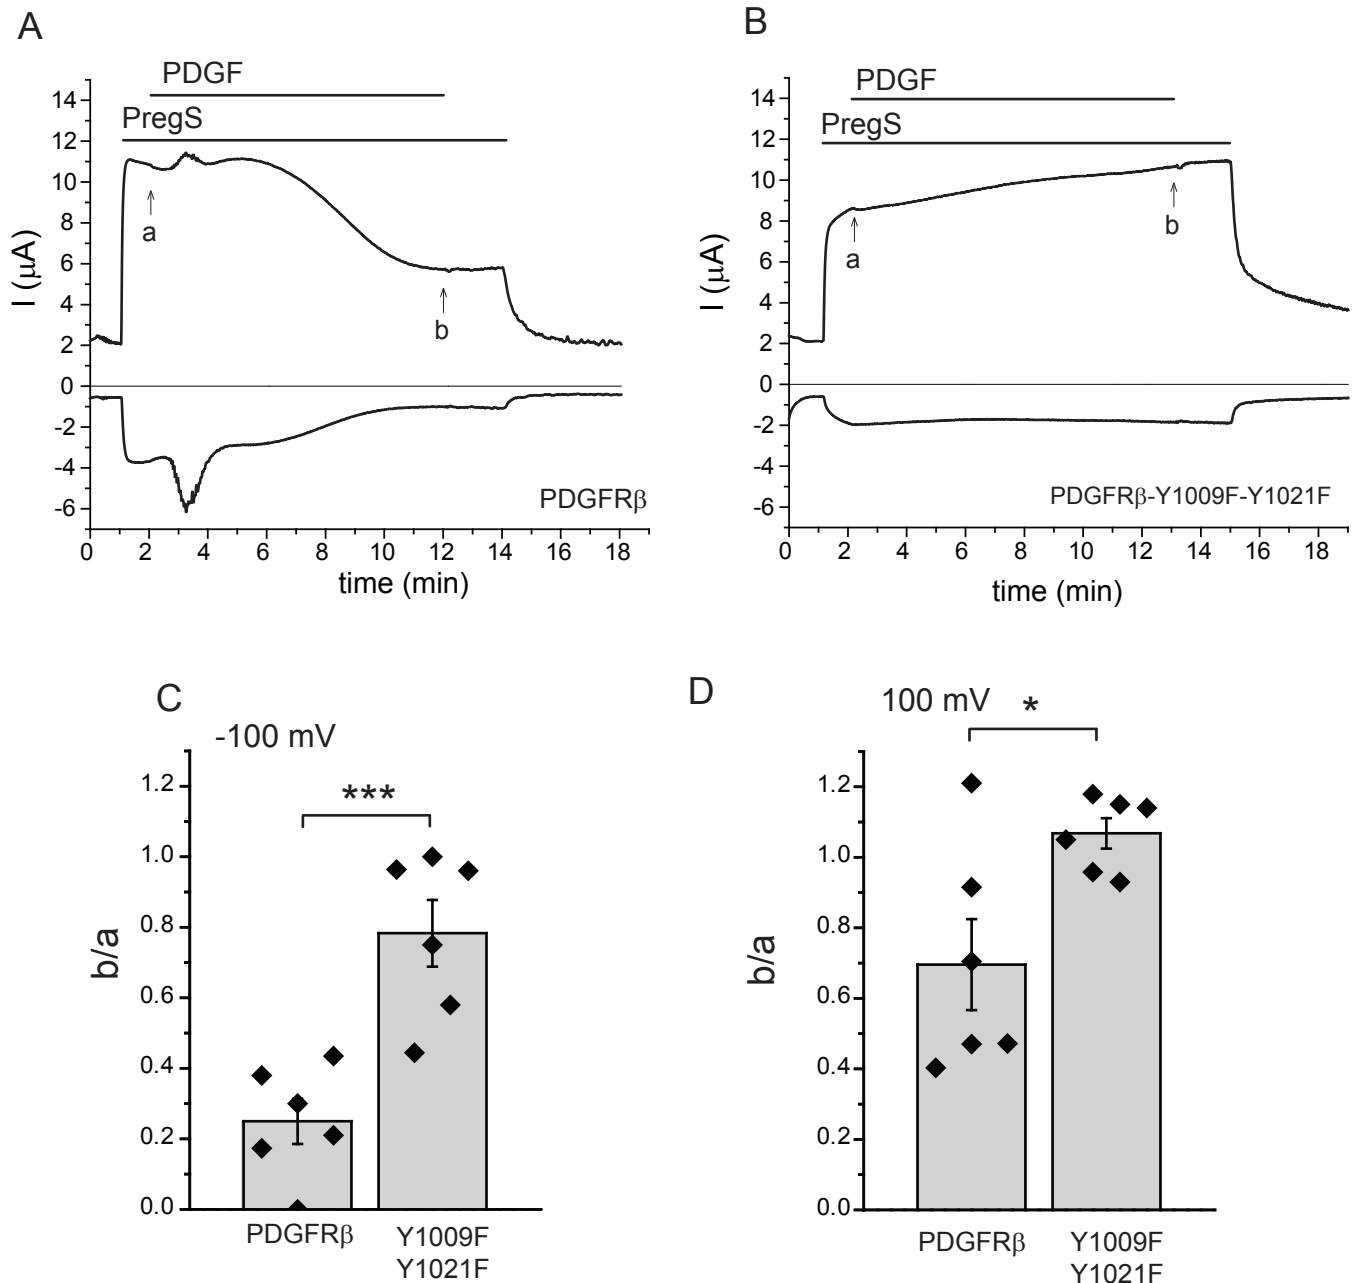 A
PDGF
PregS
14
12
10
8
6
4
2
0
-2
-4
-6
I (μA)
a
b
PDGFRβ
0 2 4 6 8 10 12 14 16 18
time (min)
B
PDGF
PregS
14
12
10
8
6
4
2
0
-2
-4
-6
I (μA)
a
b
PDGFRβ-Y1009F-Y1021F
0 2 4 6 8 10 12 14 16 18
time (min)
C
-100 mV
***
1.2
1.0
0.8
0.6
0.4
0.2
0.0
b/a
PDGFRβ
Y1009F
Y1021F
D
100 mV
*
1.2
1.0
0.8
0.6
0.4
0.2
0.0
b/a
PDGFRβ
Y1009F
Y1021F